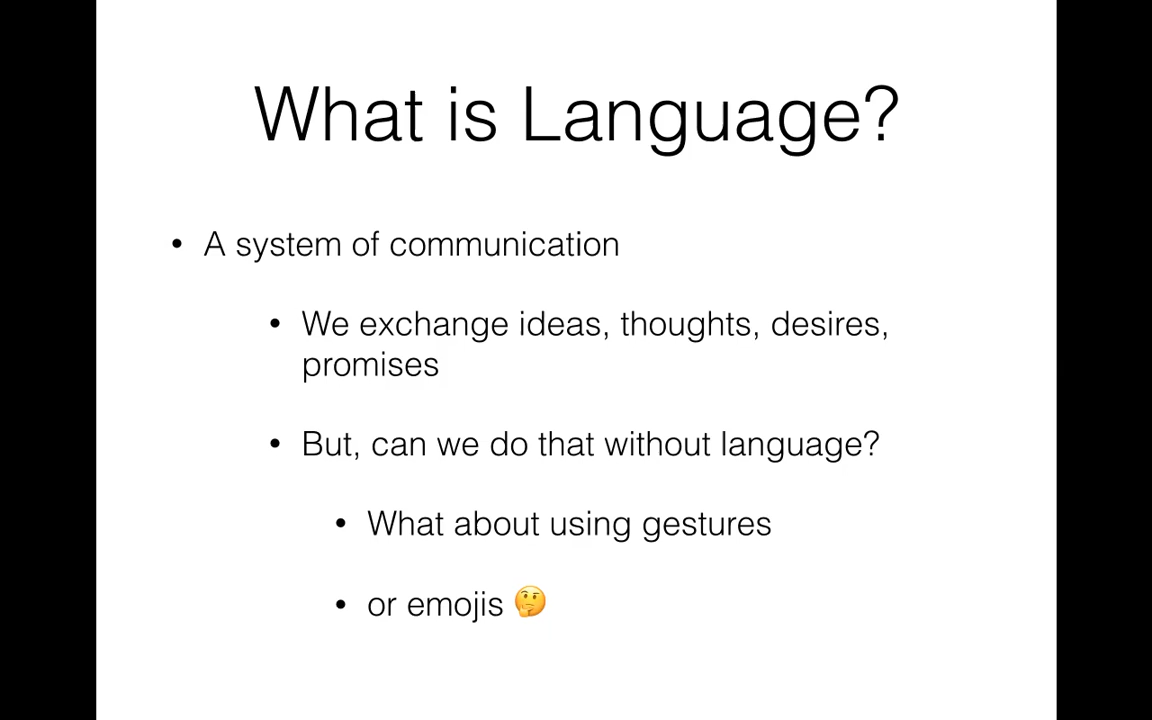 What is Language?
• A system of communication
• We exchange ideas, thoughts, desires,
promises
• But, can we do that without language?
• What about using gestures
• or emojis 🤔